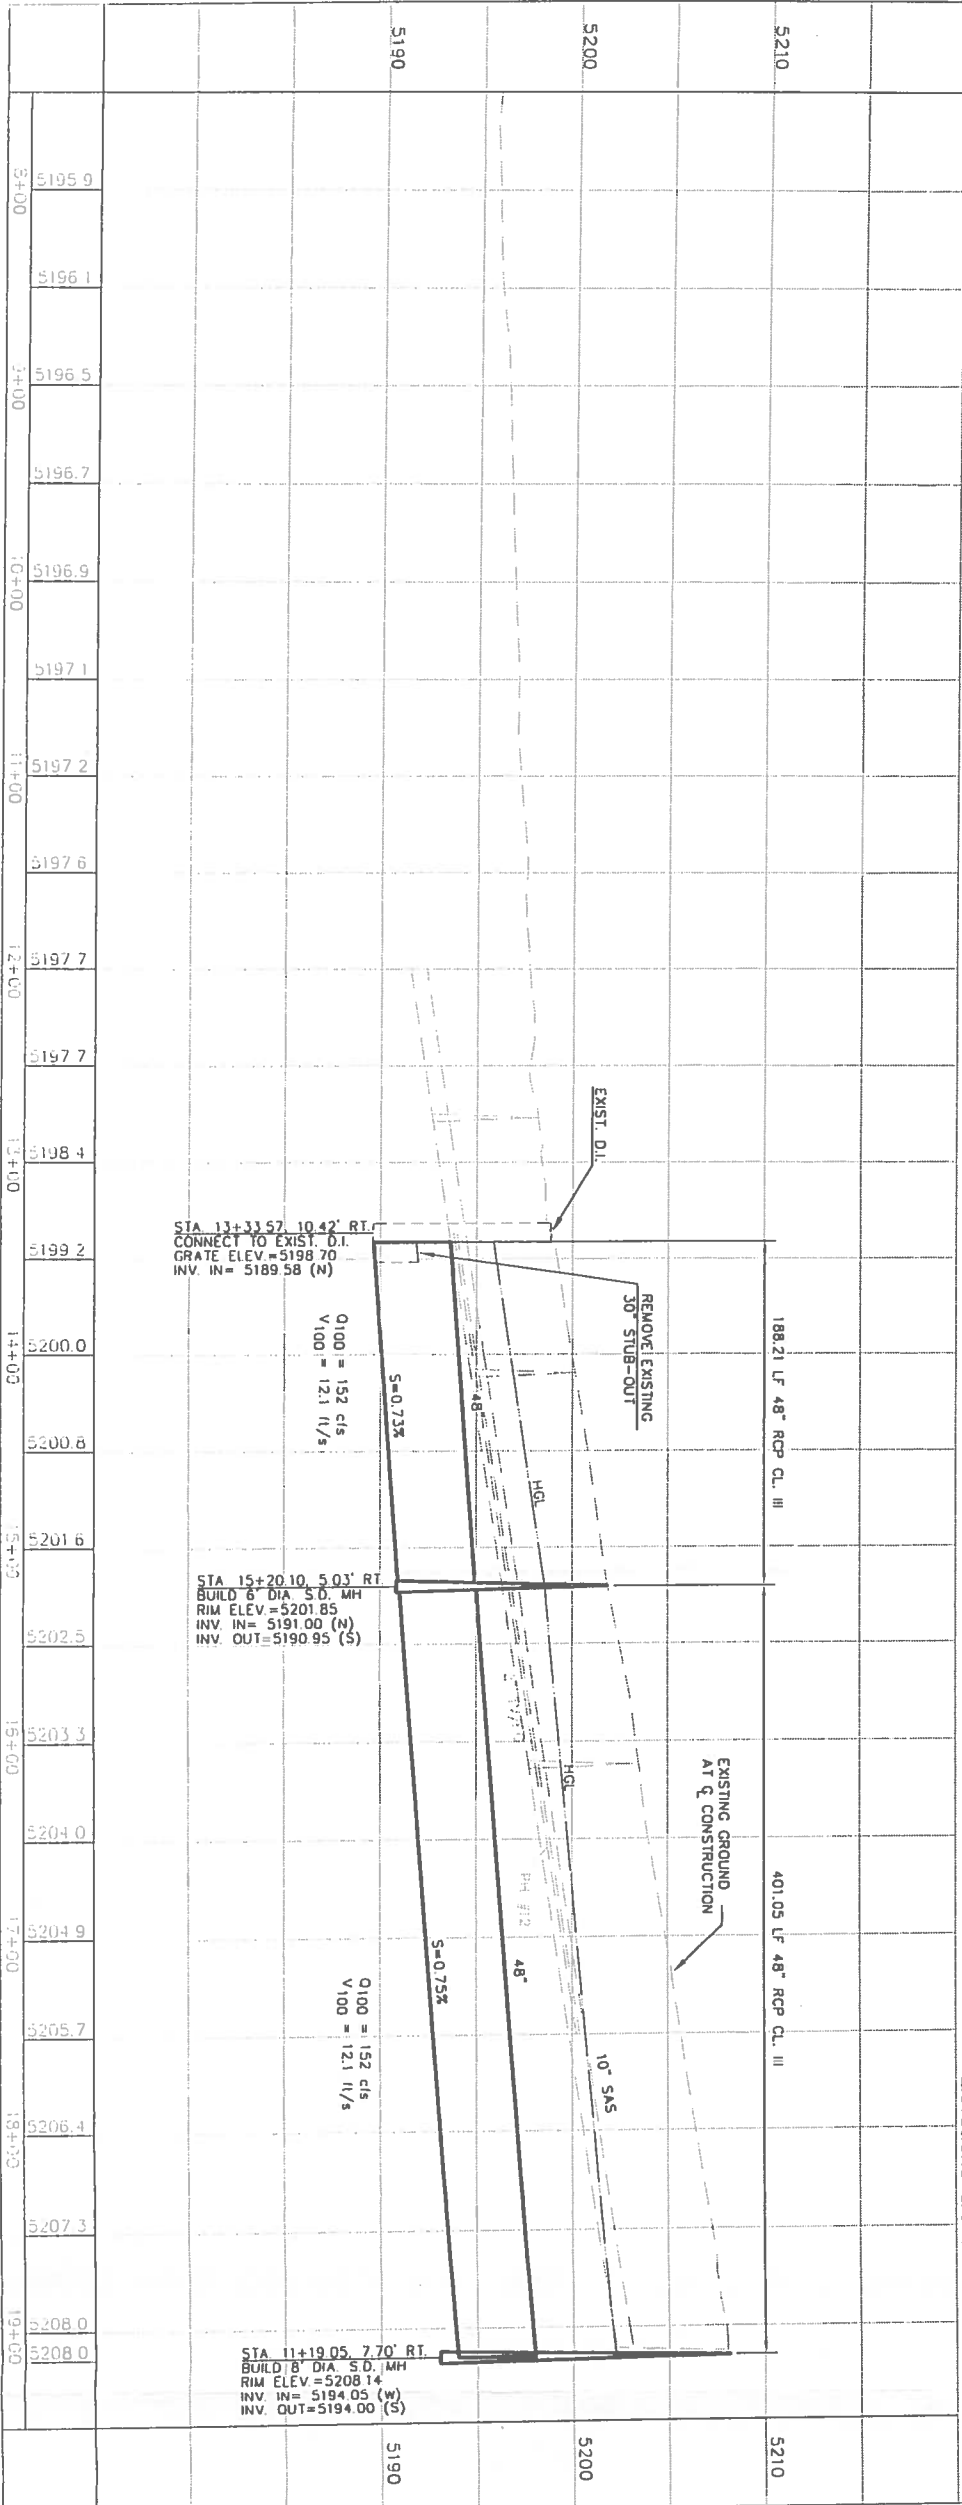 5190
5200
5210
5195.9
5196.1
5196.5
5196.7
5196.9
5197.1
5197.2
5197.6
5197.7
5197.7
5198.4
5199.2
5200.0
5200.8
5201.6
5202.5
5203.3
5204.0
5204.9
5205.7
5206.4
5207.3
5208.0
5208.0
9+00
10+00
11+00
12+00
13+00
14+00
15+00
16+00
17+00
18+00
19+00
EXIST. D.I.
STA. 13+33.57, 10.42' RT.
CONNECT TO EXIST. D.I.
GRATE ELEV.=5198.70
INV. IN= 5189.58 (N)
REMOVE EXISTING
30" STUB-OUT
188.21 LF 48" RCP CL. III
Q100 = 152 cfs
V100 = 12.1 ft/s
S=0.73%
48"
HGL
STA. 15+20.10, 5.03' RT.
BUILD 6' DIA. S.D. MH
RIM ELEV.=5201.85
INV. IN= 5191.00 (N)
INV. OUT=5190.95 (S)
HGL
EXISTING GROUND
AT ℄ CONSTRUCTION
401.05 LF 48" RCP CL. III
S=0.75%
48"
Q100 = 152 cfs
V100 = 12.1 ft/s
10" SAS
STA. 11+19.05, 7.70' RT.
BUILD 8' DIA. S.D. MH
RIM ELEV.=5208.14
INV. IN= 5194.05 (W)
INV. OUT=5194.00 (S)
5190
5200
5210